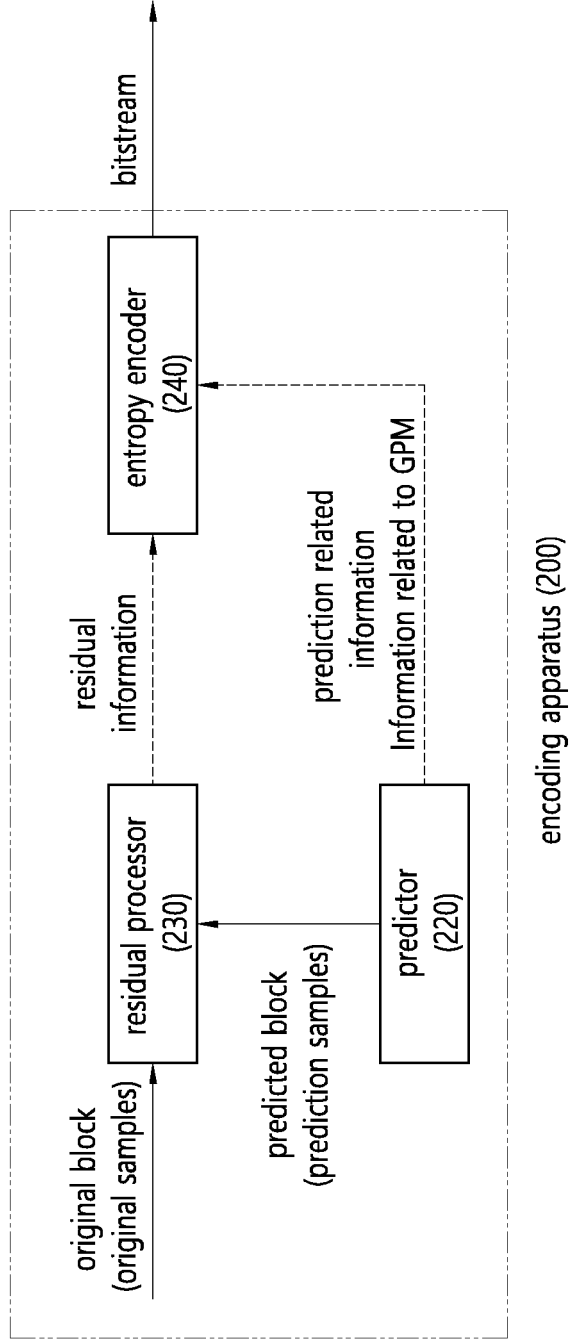 original block
(original samples)
residual processor
(230)
residual
information
entropy encoder
(240)
bitstream
predicted block
(prediction samples)
predictor
(220)
prediction related
information
Information related to GPM
encoding apparatus (200)